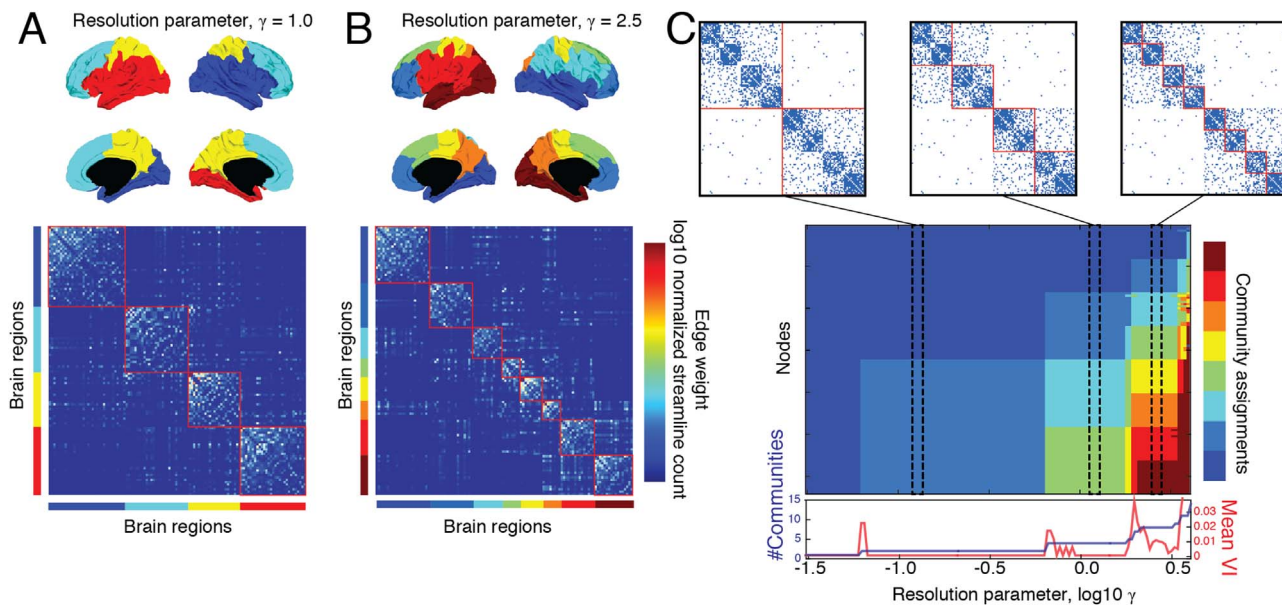 A
Resolution parameter, γ = 1.0
B
Resolution parameter, γ = 2.5
C
Brain regions
Brain regions
Brain regions
Brain regions
Edge weight
log10 normalized streamline count
Nodes
Community assignments
#Communities
15
10
5
0
Mean VI
0.03
0.02
0.01
0
-1.5
-1.0
-0.5
0.0
0.5
Resolution parameter, log10 γ